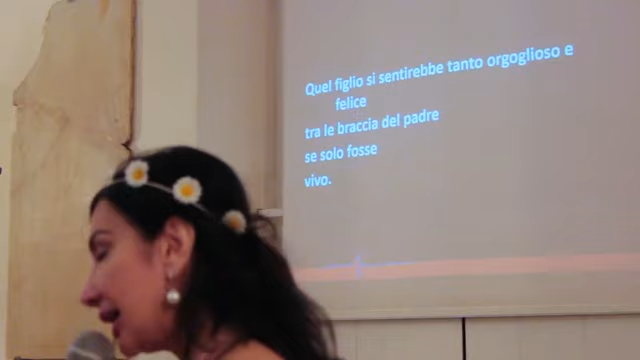 Quel figlio si sentirebbe tanto orgoglioso e
felice
tra le braccia del padre
se solo fosse
vivo.